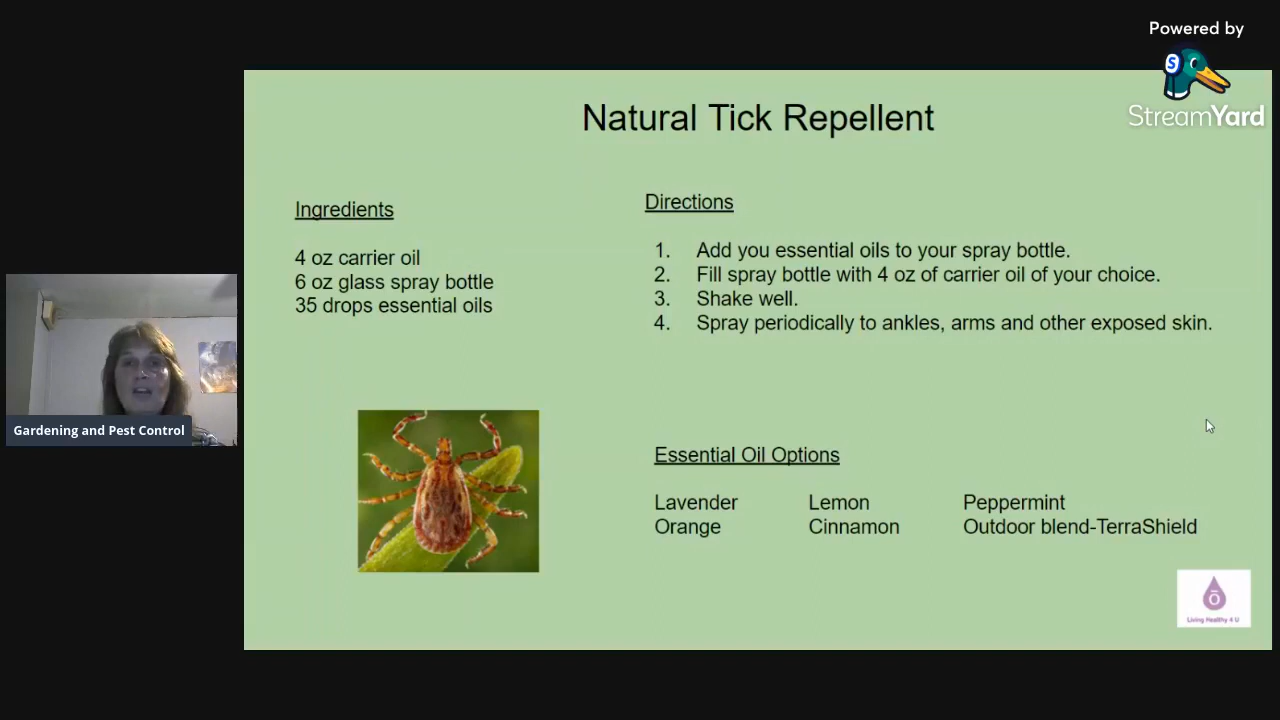 Powered by
StreamYard
Natural Tick Repellent
Ingredients
4 oz carrier oil
6 oz glass spray bottle
35 drops essential oils
Directions
1. Add you essential oils to your spray bottle.
2. Fill spray bottle with 4 oz of carrier oil of your choice.
3. Shake well.
4. Spray periodically to ankles, arms and other exposed skin.
Gardening and Pest Control
Essential Oil Options
Lavender Lemon Peppermint
Orange Cinnamon Outdoor blend-TerraShield
Living Healthy 4 U